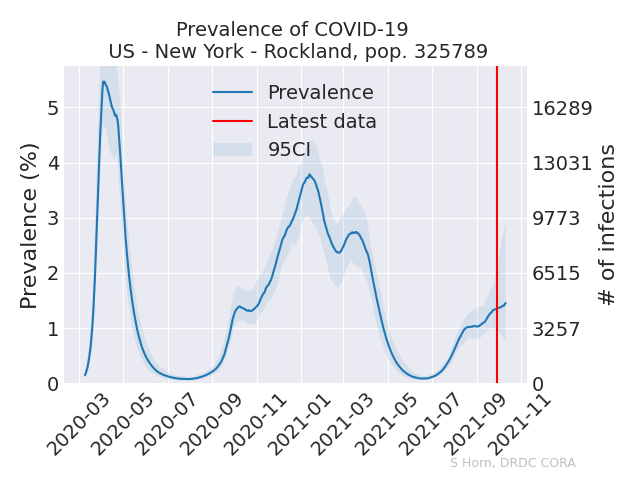 Prevalence of COVID-19
US - New York - Rockland, pop. 325789
Prevalence
Latest data
95CI
Prevalence (%)
5
4
3
2
1
0
16289
13031
9773
6515
3257
0
# of infections
2020-03
2020-05
2020-07
2020-09
2020-11
2021-01
2021-03
2021-05
2021-07
2021-09
2021-11
S Horn, DRDC CORA